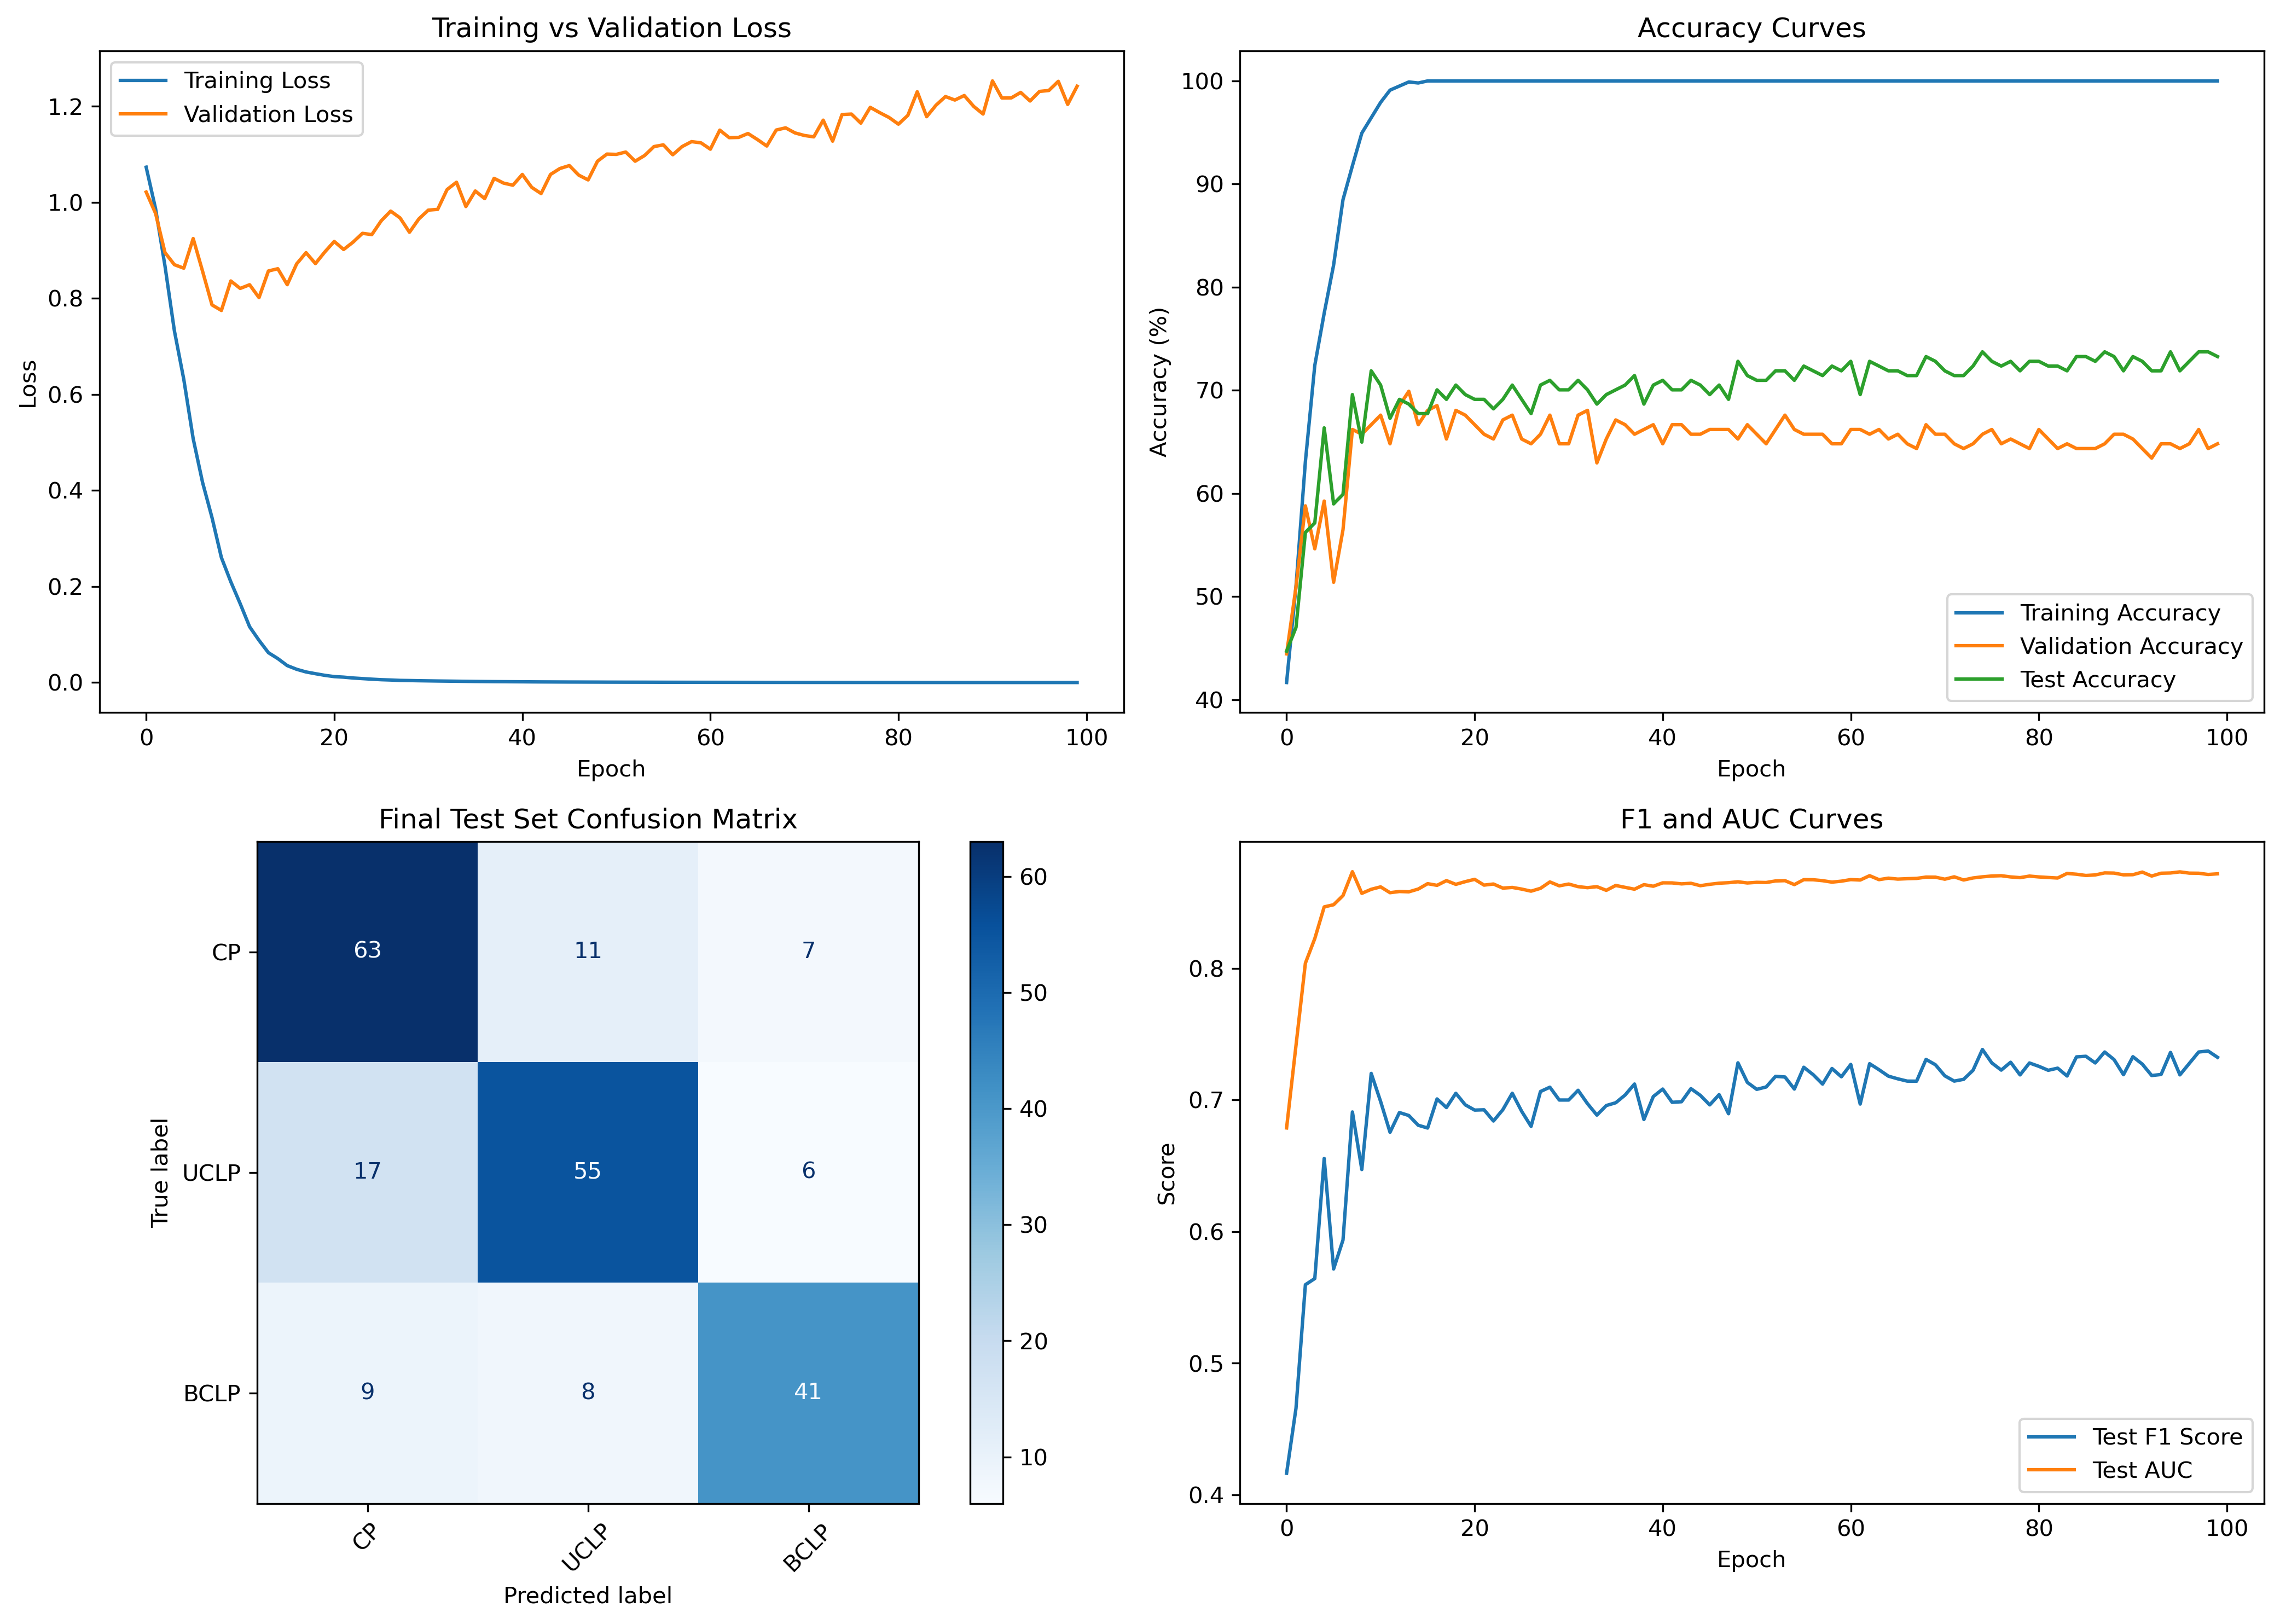 Training vs Validation Loss
Training Loss
Validation Loss
Loss
1.2
1.0
0.8
0.6
0.4
0.2
0.0
0 20 40 60 80 100
Epoch
Accuracy Curves
Accuracy (%)
100
90
80
70
60
50
40
Training Accuracy
Validation Accuracy
Test Accuracy
0 20 40 60 80 100
Epoch
Final Test Set Confusion Matrix
True label
CP 63 11 7
UCLP 17 55 6
BCLP 9 8 41
CP UCLP BCLP
Predicted label
60
50
40
30
20
10
F1 and AUC Curves
Score
0.8
0.7
0.6
0.5
0.4
Test F1 Score
Test AUC
0 20 40 60 80 100
Epoch